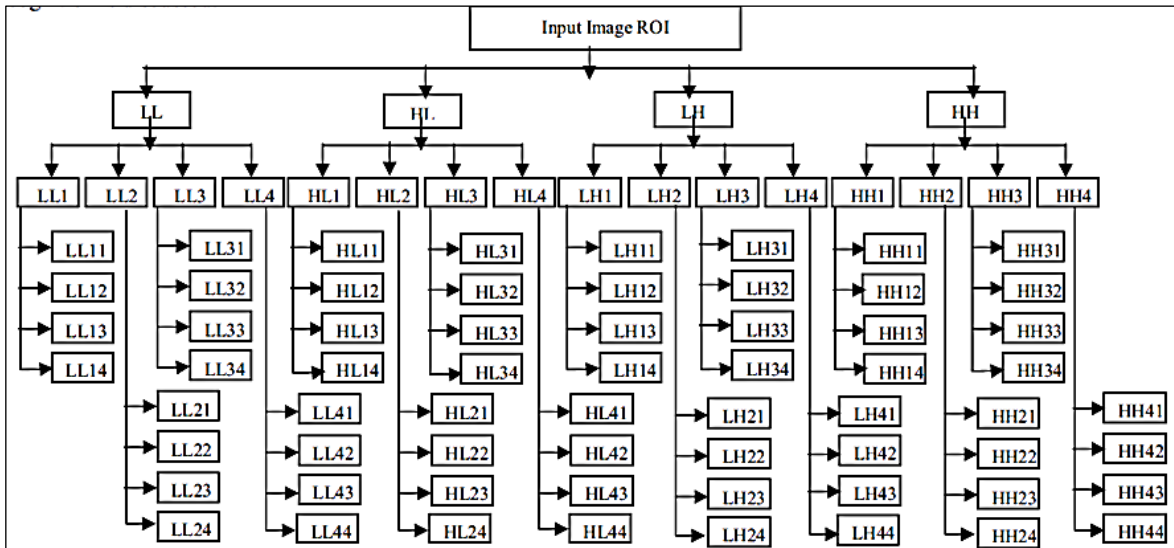 Input Image ROI
LL HL LH HH
LL1 LL2 LL3 LL4 HL1 HL2 HL3 HL4 LH1 LH2 LH3 LH4 HH1 HH2 HH3 HH4
LL11 LL31 HL11 HL31 LH11 LH31 HH11 HH31
LL12 LL32 HL12 HL32 LH12 LH32 HH12 HH32
LL13 LL33 HL13 HL33 LH13 LH33 HH13 HH33
LL14 LL34 HL14 HL34 LH14 LH34 HH14 HH34
LL21 LL41 HL21 HL41 LH21 LH41 HH21 HH41
LL22 LL42 HL22 HL42 LH22 LH42 HH22 HH42
LL23 LL43 HL23 HL43 LH23 LH43 HH23 HH43
LL24 LL44 HL24 HL44 LH24 LH44 HH24 HH44